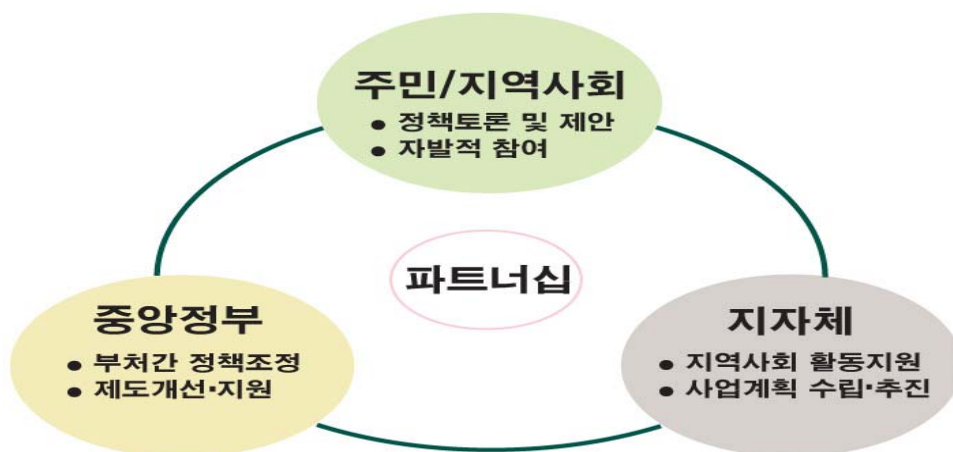 주민/지역사회
● 정책토론 및 제안
● 자발적 참여
파트너십
중앙정부
● 부처간 정책조정
● 제도개선·지원
지자체
● 지역사회 활동지원
● 사업계획 수립·추진